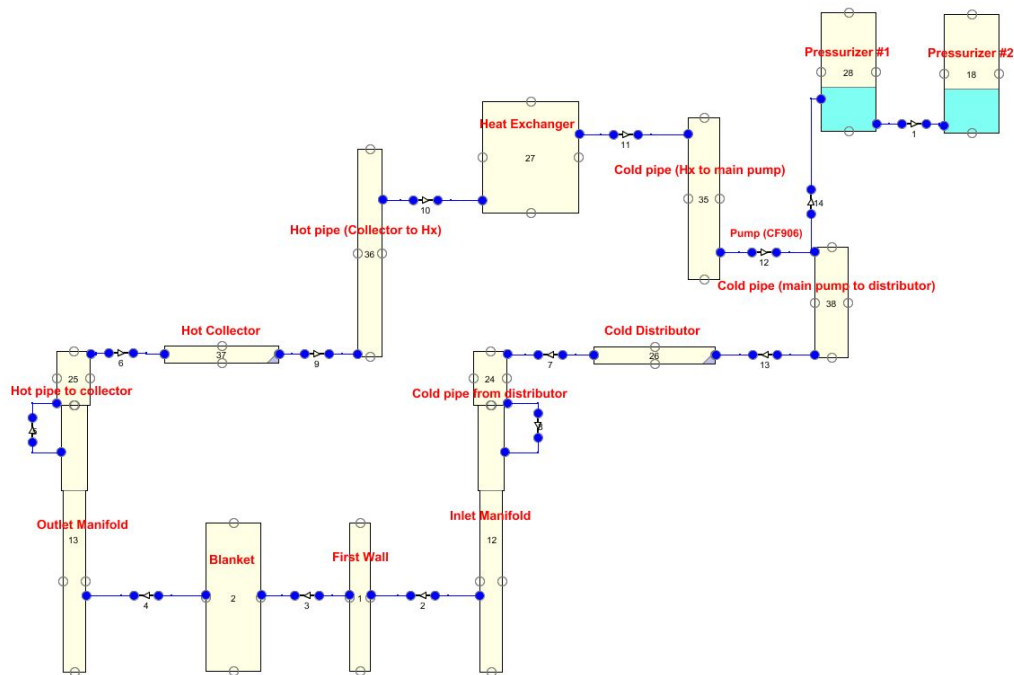 Pressurizer #1
Pressurizer #2
28
18
1
Heat Exchanger
27
11
Cold pipe (Hx to main pump)
35
14
10
Hot pipe (Collector to Hx)
36
Pump (CF906)
12
Cold pipe (main pump to distributor)
38
Hot Collector
37
6
9
Cold Distributor
26
7
13
25
Hot pipe to collector
5
24
Cold pipe from distributor
8
Outlet Manifold
13
Inlet Manifold
12
Blanket
2
First Wall
1
4
3
2